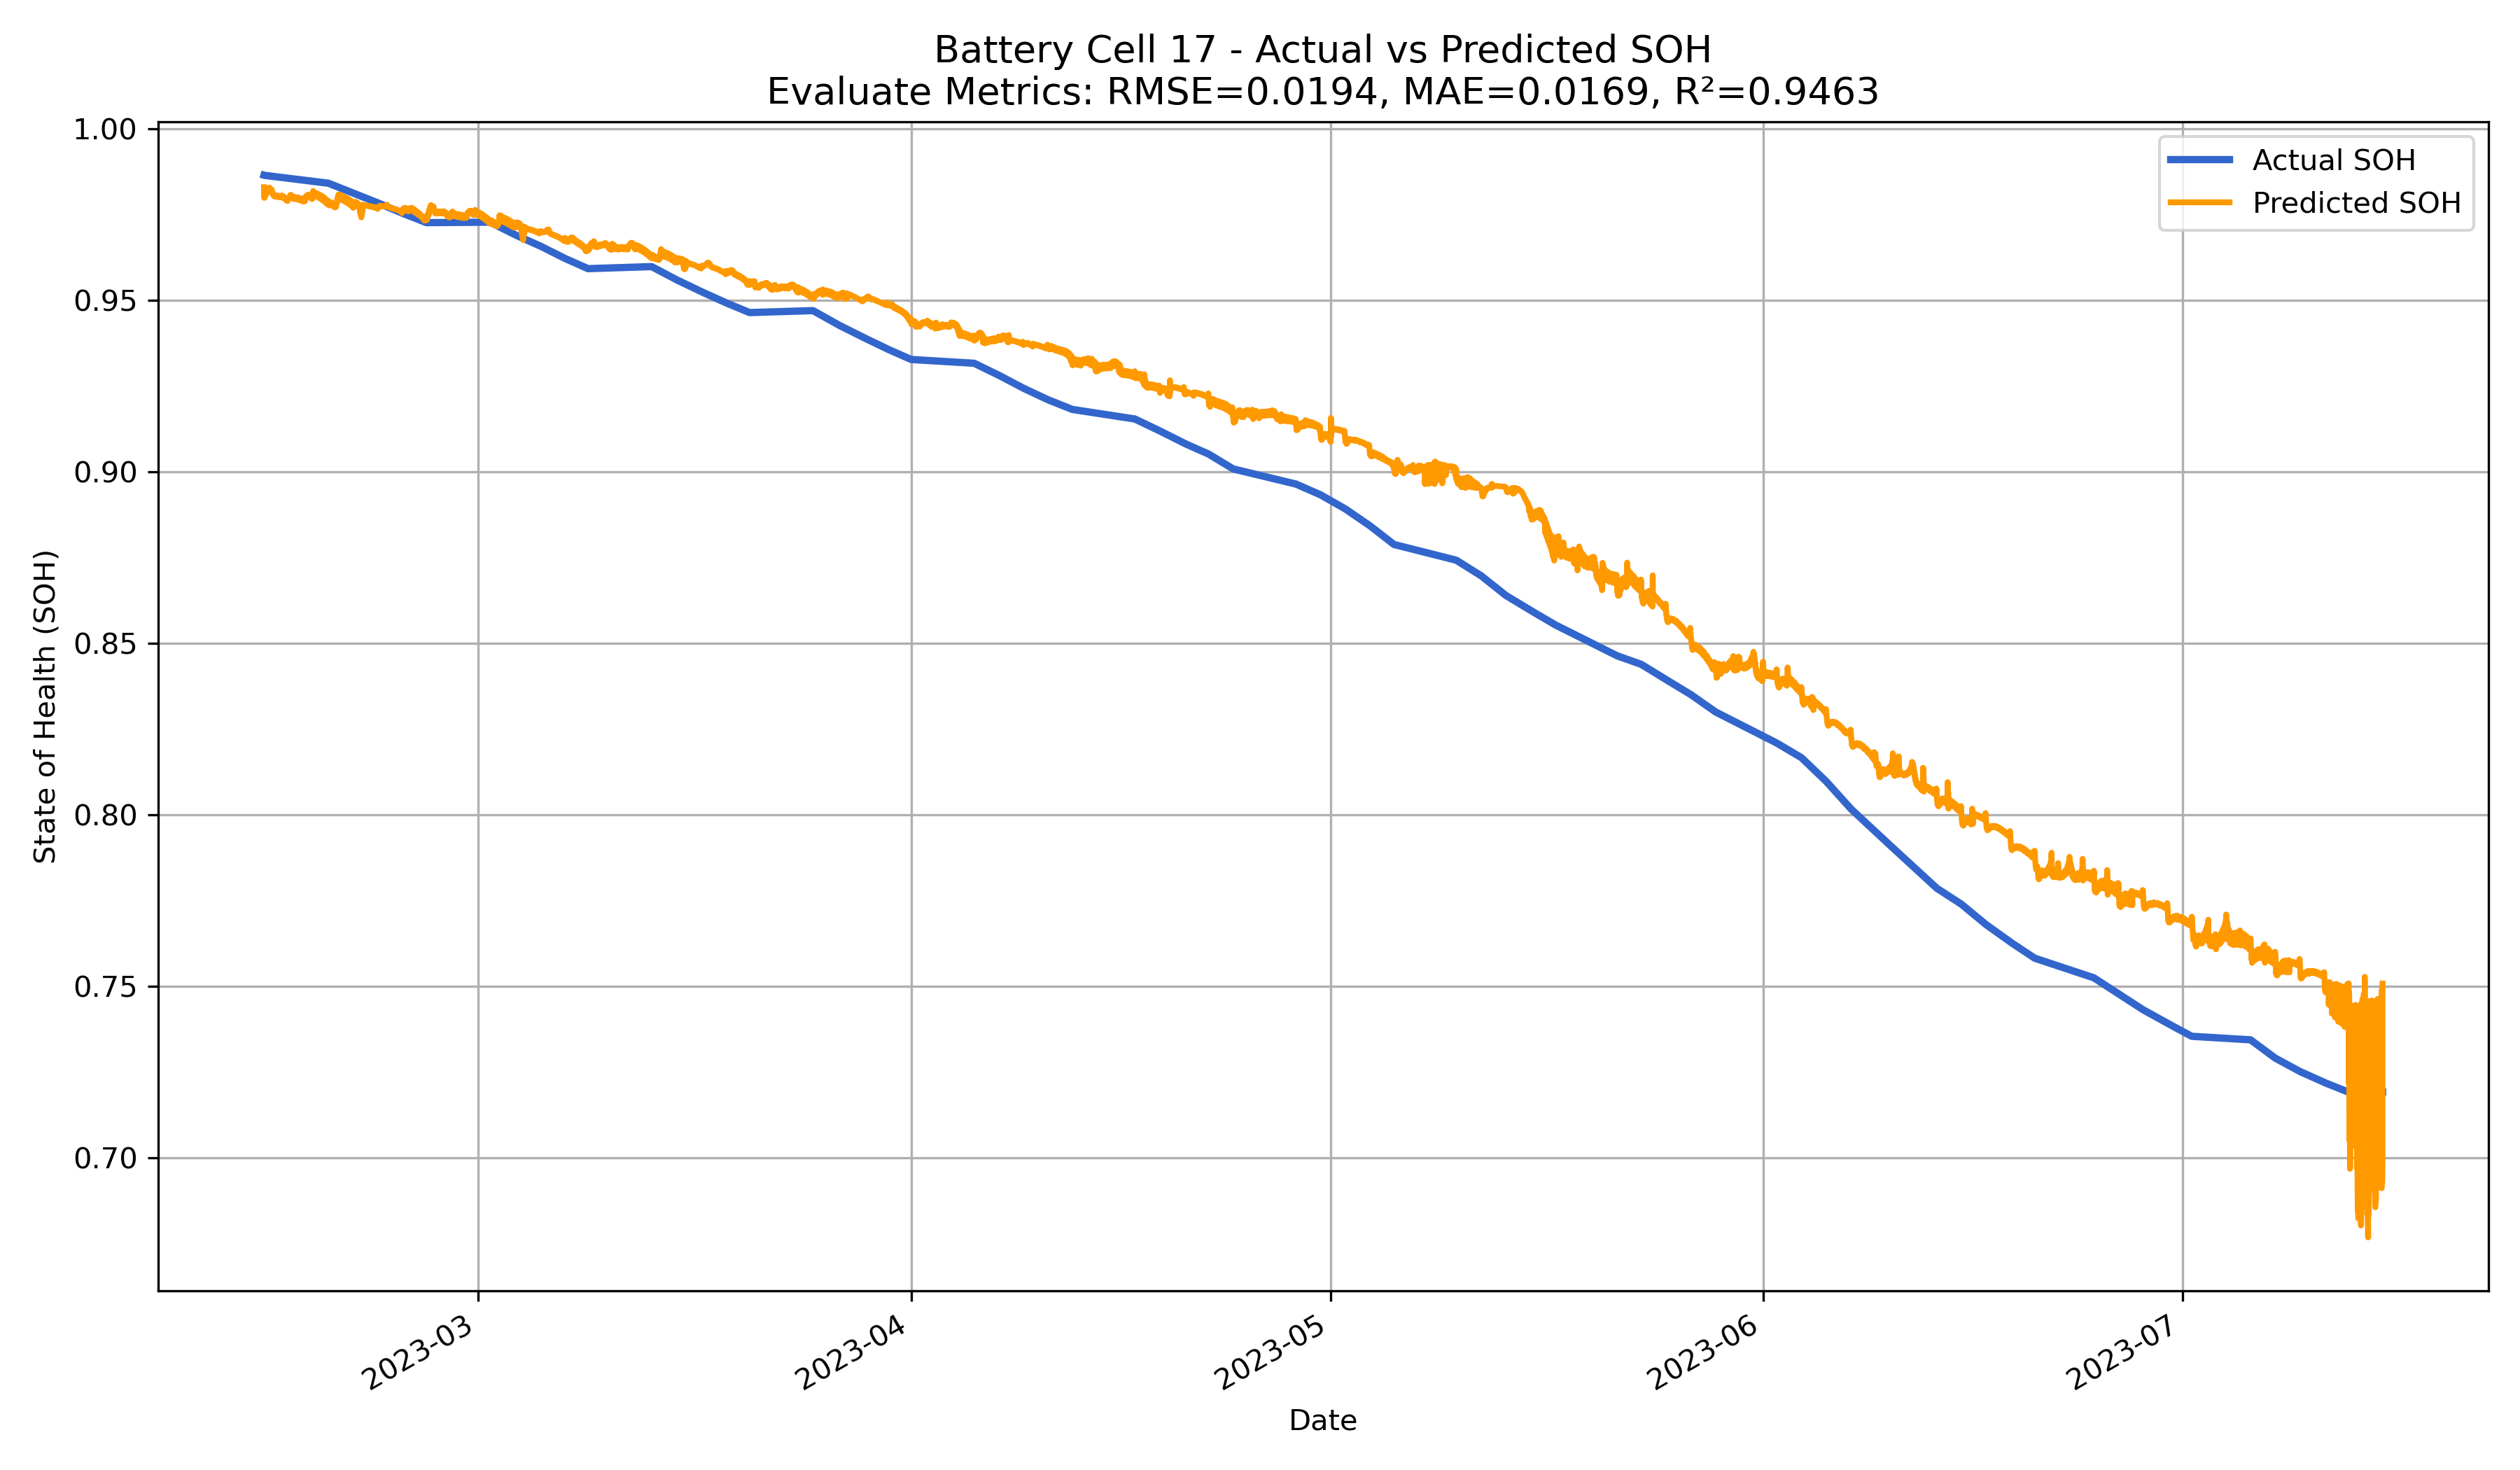 Battery Cell 17 - Actual vs Predicted SOH
Evaluate Metrics: RMSE=0.0194, MAE=0.0169, R²=0.9463
Actual SOH
Predicted SOH
State of Health (SOH)
1.00
0.95
0.90
0.85
0.80
0.75
0.70
2023-03
2023-04
2023-05
2023-06
2023-07
Date